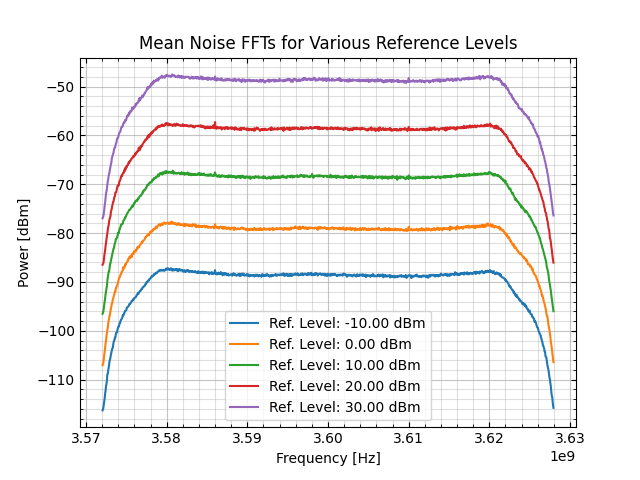 Mean Noise FFTs for Various Reference Levels
Power [dBm]
−50
−60
−70
−80
−90
−100
−110
Ref. Level: -10.00 dBm
Ref. Level: 0.00 dBm
Ref. Level: 10.00 dBm
Ref. Level: 20.00 dBm
Ref. Level: 30.00 dBm
3.57 3.58 3.59 3.60 3.61 3.62 3.63
1e9
Frequency [Hz]